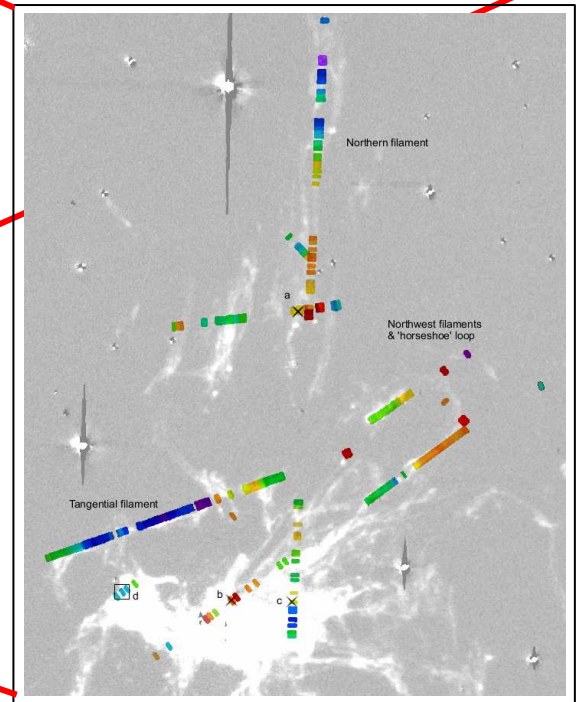 Northern filament
a
Northwest filaments
& 'horseshoe' loop
Tangential filament
d
b
c